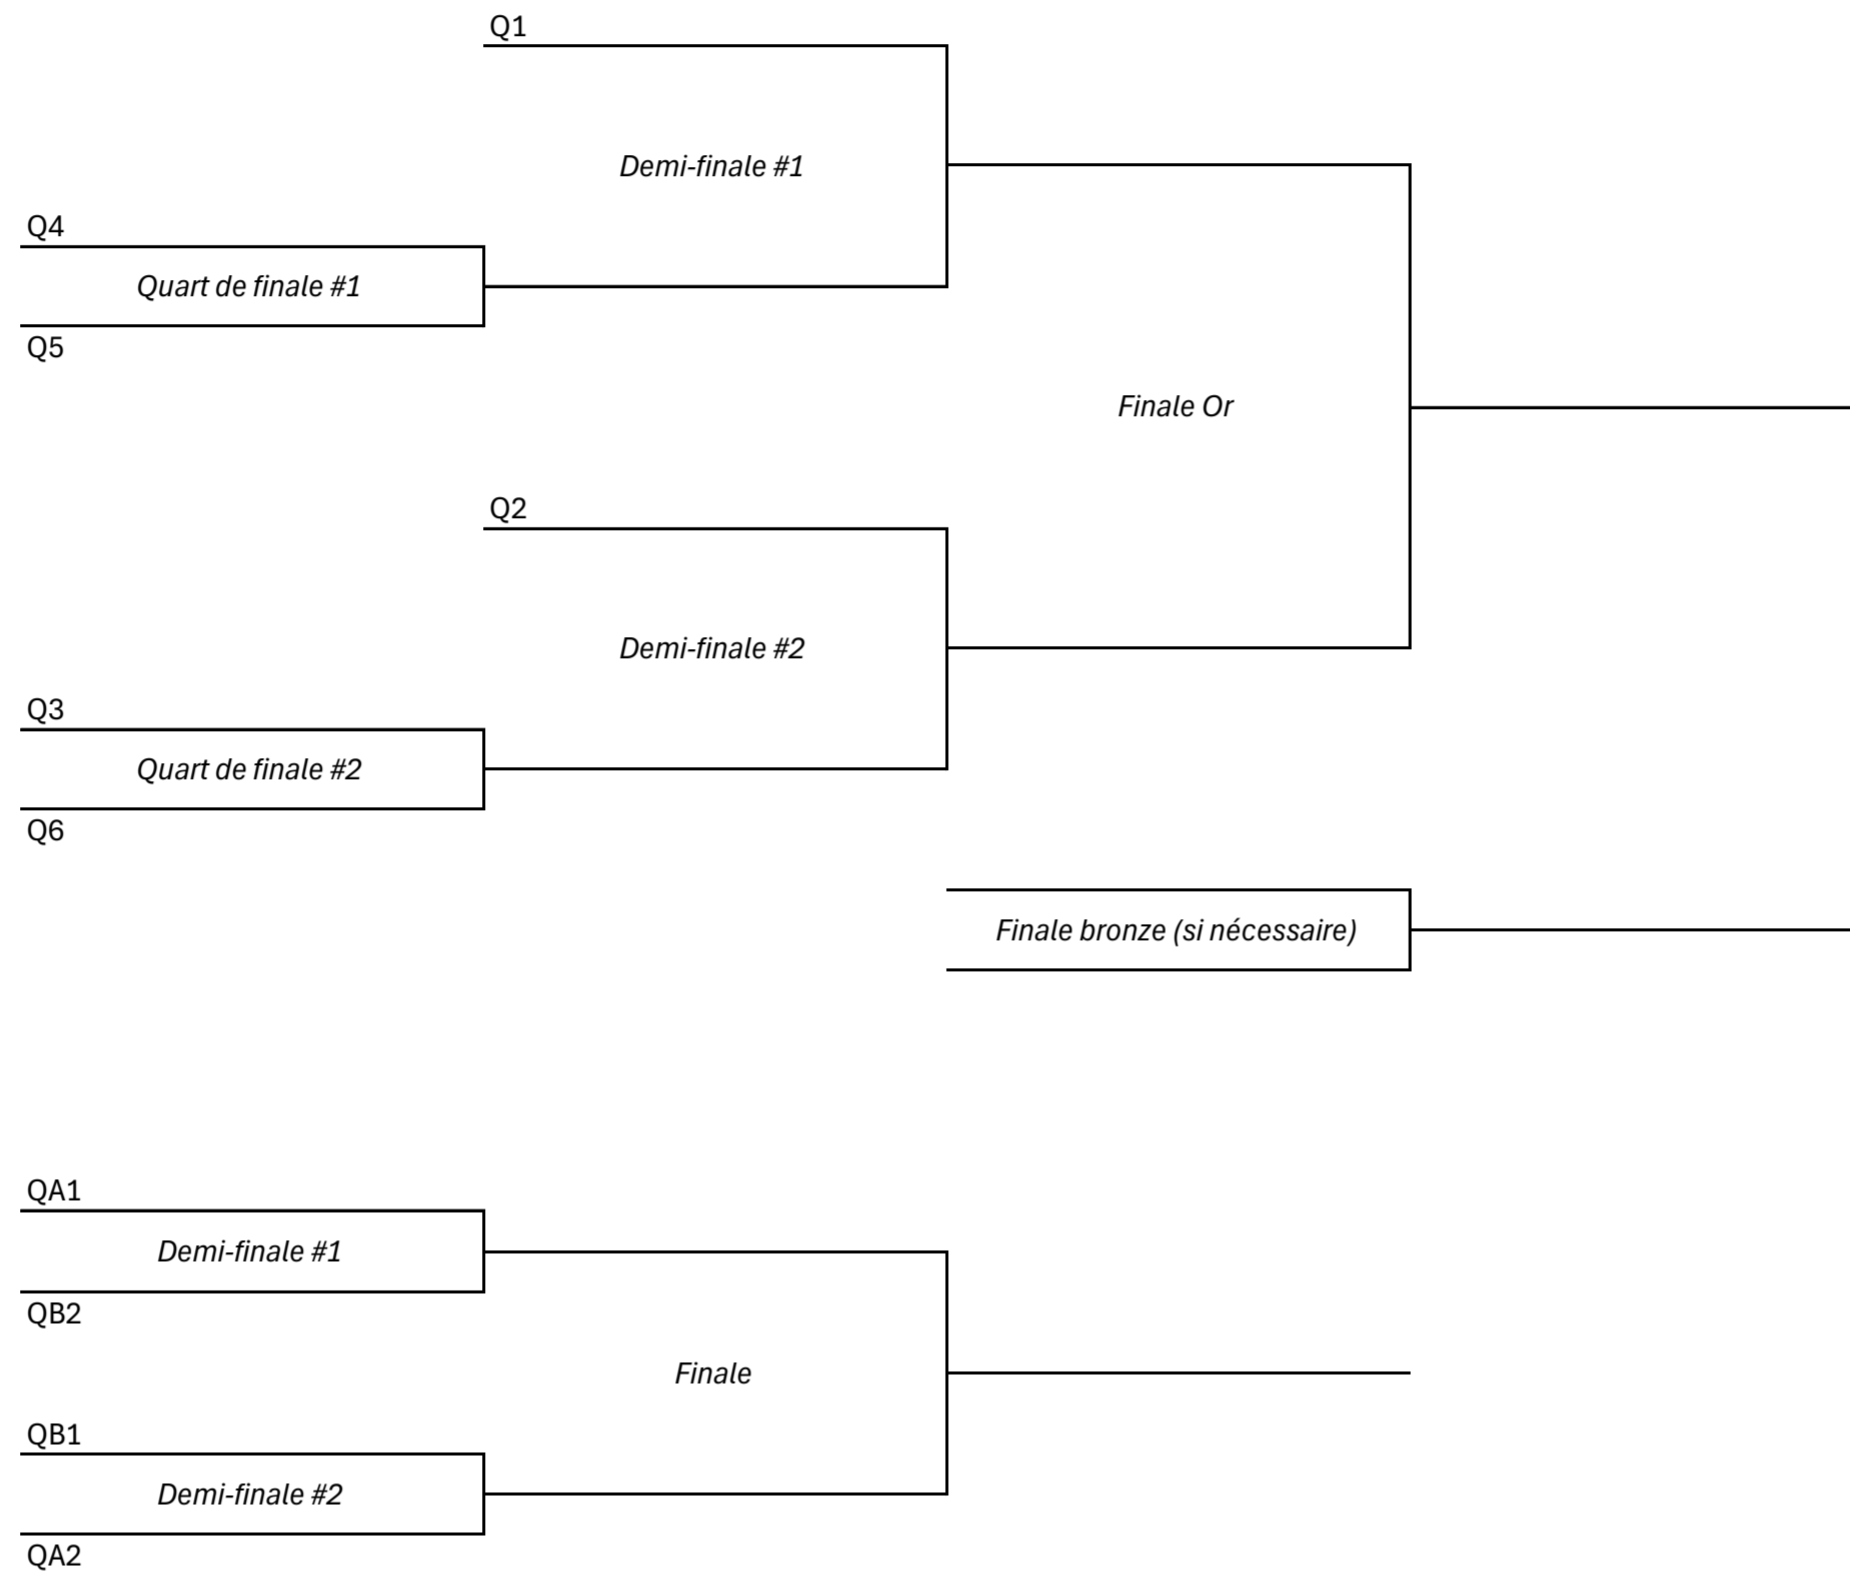 Q1
Demi-finale #1
Q4
Quart de finale #1
Q5
Finale Or
Q2
Demi-finale #2
Q3
Quart de finale #2
Q6
Finale bronze (si nécessaire)
QA1
Demi-finale #1
QB2
Finale
QB1
Demi-finale #2
QA2